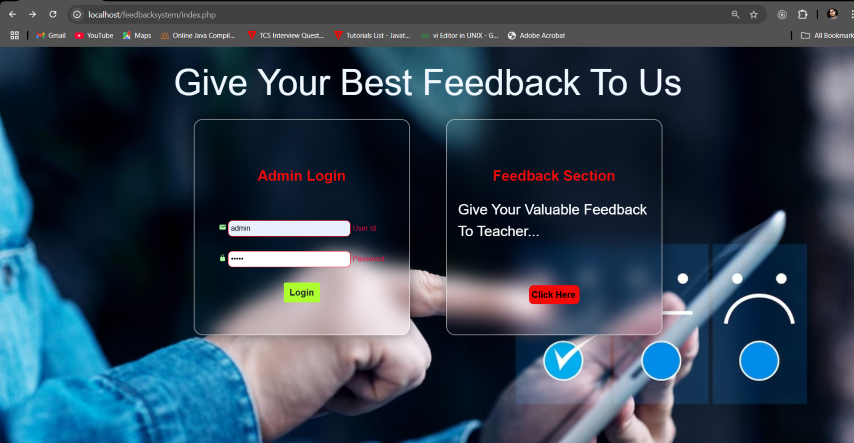 localhost/feedbacksystem/index.php
Gmail
YouTube
Maps
Online Java Compil...
TCS Interview Quest...
Tutorials List - Javat...
vi Editor in UNIX - G...
Adobe Acrobat
All Bookmark
Give Your Best Feedback To Us
Admin Login
admin
User Id
•••••
Login
Feedback Section
Give Your Valuable Feedback
To Teacher...
Click Here